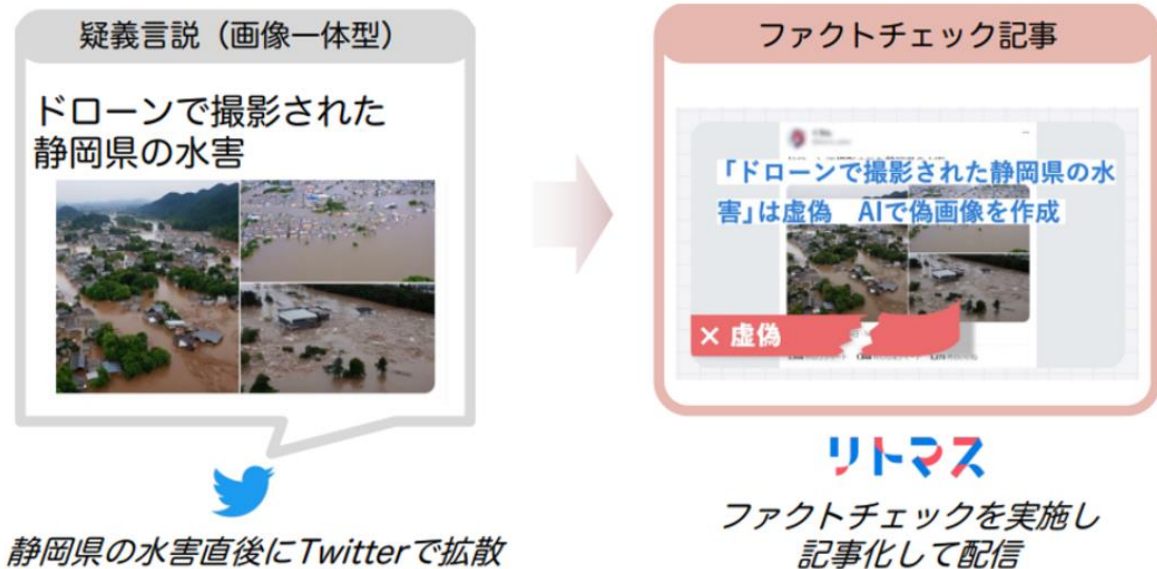 疑義言説（画像一体型）
ドローンで撮影された
静岡県の水害
静岡県の水害直後にTwitterで拡散
ファクトチェック記事
「ドローンで撮影された静岡県の水
害」は虚偽　AIで偽画像を作成
× 虚偽
リトマス
ファクトチェックを実施し
記事化して配信